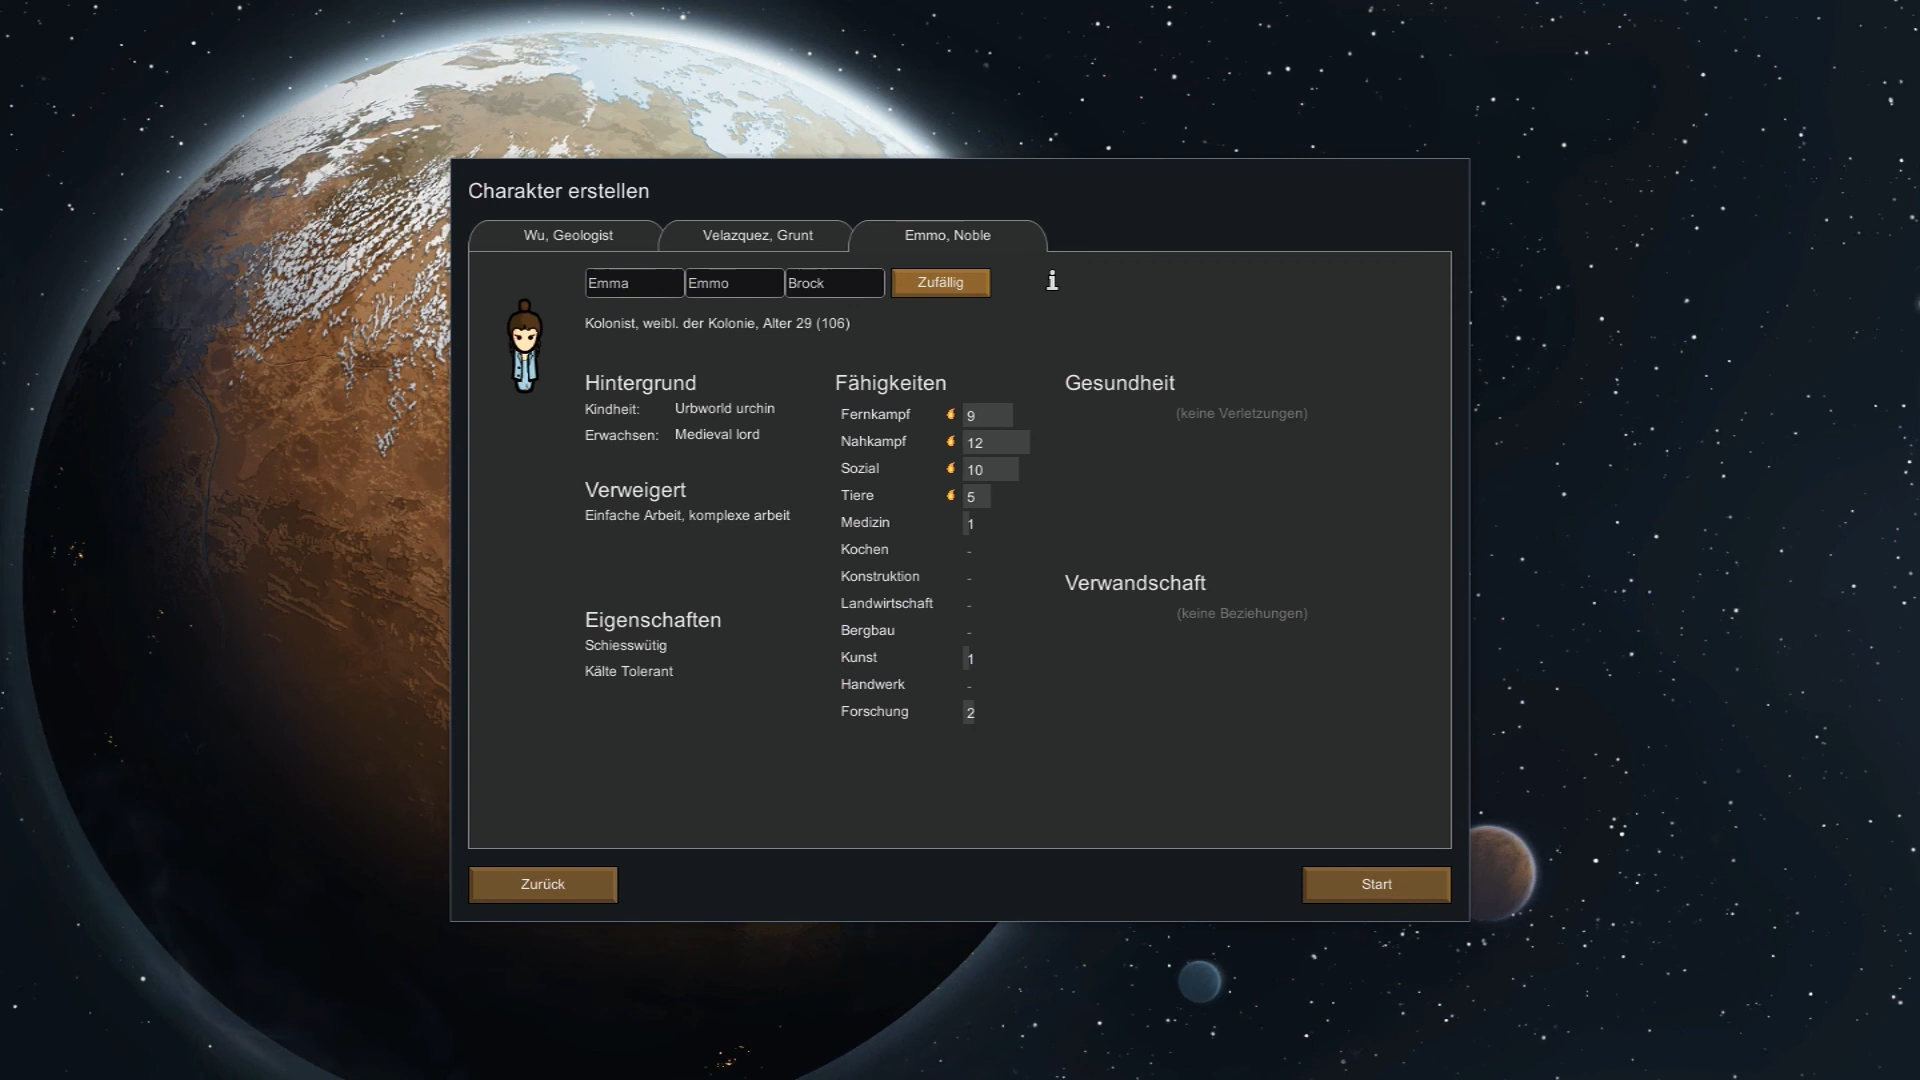 Charakter erstellen
Wu, Geologist
Velazquez, Grunt
Emmo, Noble
Emma
Emmo
Brock
Zufällig
Kolonist, weibl. der Kolonie, Alter 29 (106)
Hintergrund
Kindheit: Urbworld urchin
Erwachsen: Medieval lord
Verweigert
Einfache Arbeit, komplexe arbeit
Eigenschaften
Schiesswütig
Kälte Tolerant
Fähigkeiten
Fernkampf 9
Nahkampf 12
Sozial 10
Tiere 5
Medizin 1
Kochen -
Konstruktion -
Landwirtschaft -
Bergbau -
Kunst 1
Handwerk -
Forschung 2
Gesundheit
(keine Verletzungen)
Verwandschaft
(keine Beziehungen)
Zurück
Start